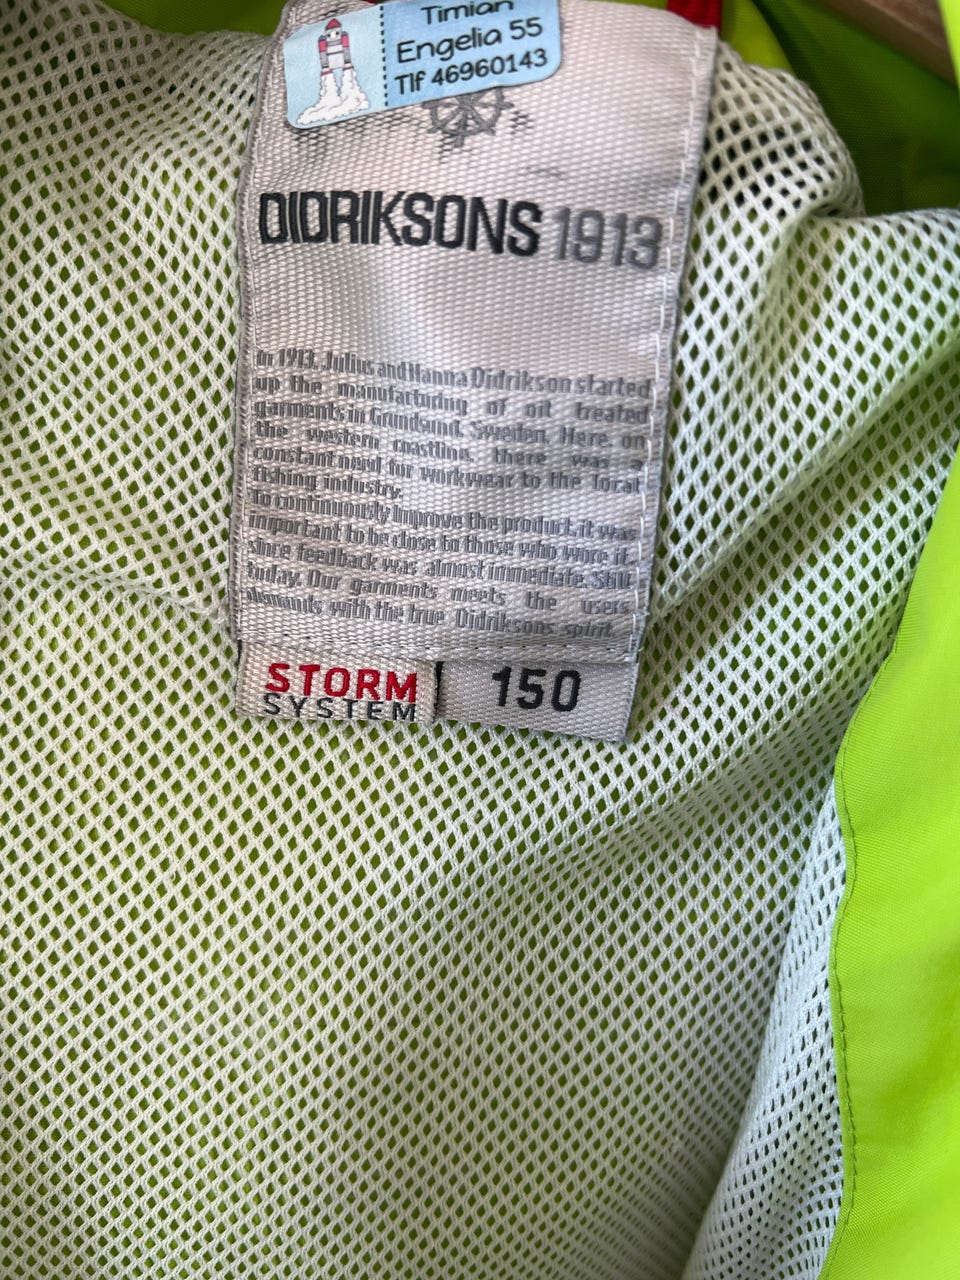 Timian
Engelia 55
Tlf 46960143
DIDRIKSONS 1913
In 1913, Julius and Hanna Didrikson started
up the manufacturing of oil treated
garments in Grundsund, Sweden. Here, on
the western coastline, there was a
constant need for workwear to the local
fishing industry.
To continuously improve the product, it was
important to be close to those who wore it,
since feedback was almost immediate. Still
today, Our garments meets the users
demands with the true Didriksons spirit.
STORM
SYSTEM
150